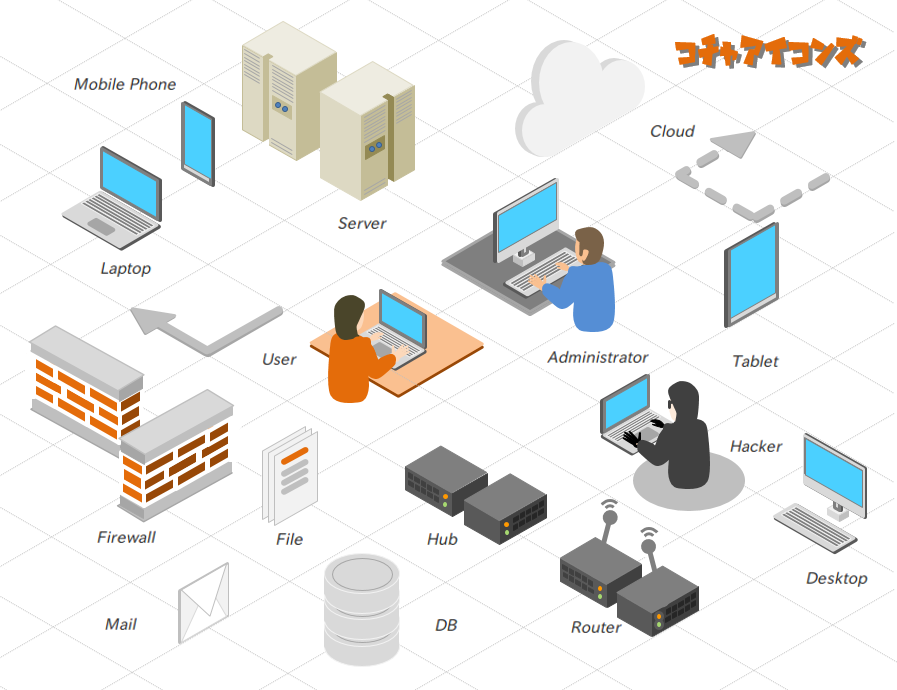 コチャアイコンズ
Mobile Phone
Cloud
Server
Laptop
User
Administrator
Tablet
Hacker
Firewall
File
Hub
Desktop
Mail
DB
Router